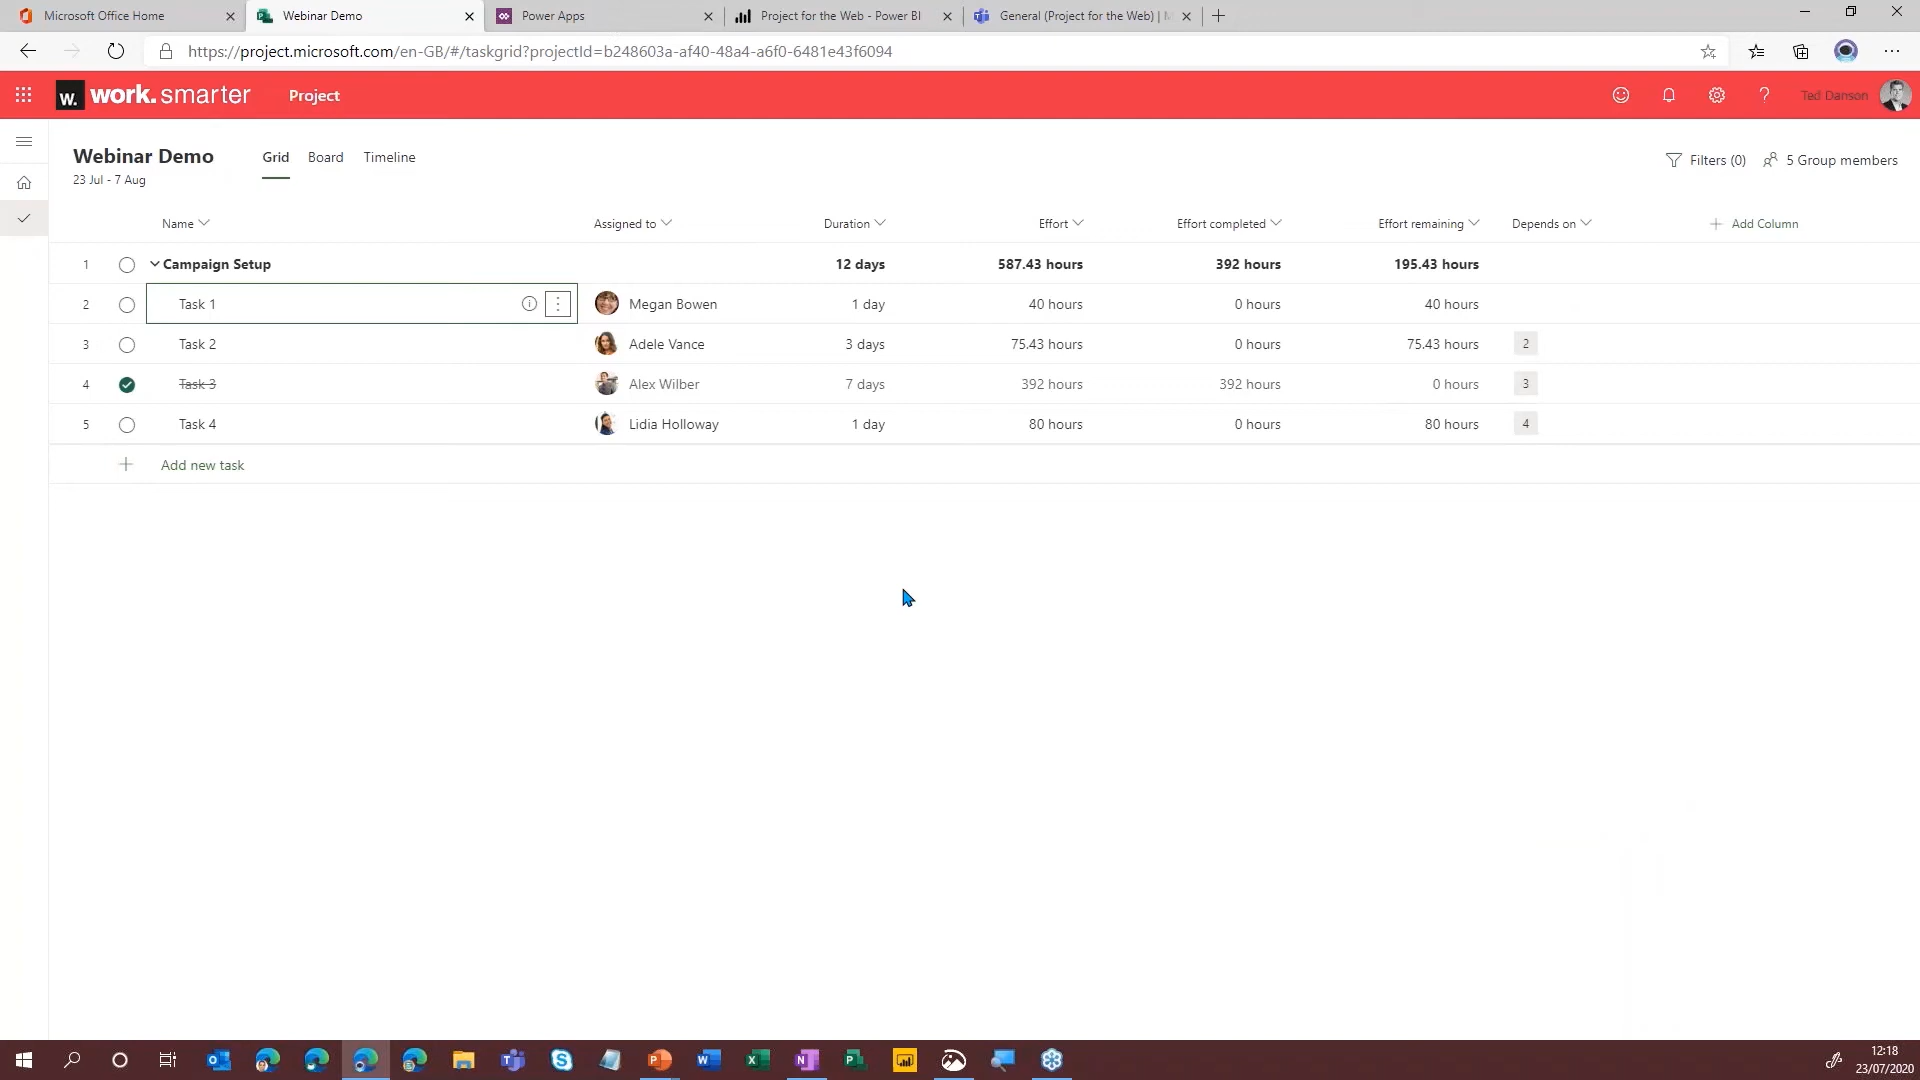 Microsoft Office Home
Webinar Demo
Power Apps
Project for the Web - Power BI
General (Project for the Web) |
https://project.microsoft.com/en-GB/#/taskgrid?projectId=b248603a-af40-48a4-a6f0-6481e43f6094
w. work.smarter
Project
Ted Danson
Webinar Demo
Grid
Board
Timeline
23 Jul - 7 Aug
Filters (0)
5 Group members
Name
Assigned to
Duration
Effort
Effort completed
Effort remaining
Depends on
Add Column
1 Campaign Setup 12 days 587.43 hours 392 hours 195.43 hours
2 Task 1 Megan Bowen 1 day 40 hours 0 hours 40 hours
3 Task 2 Adele Vance 3 days 75.43 hours 0 hours 75.43 hours 2
4 Task 3 Alex Wilber 7 days 392 hours 392 hours 0 hours 3
5 Task 4 Lidia Holloway 1 day 80 hours 0 hours 80 hours 4
Add new task
12:18
23/07/2020